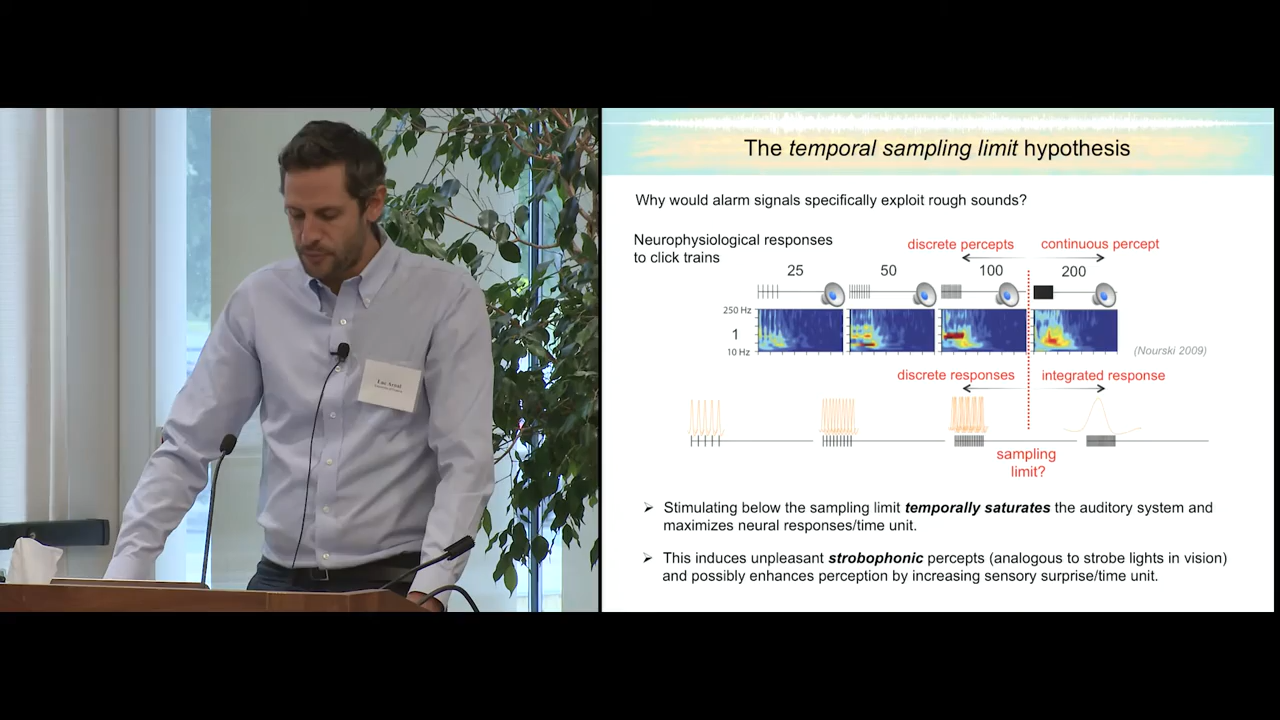 The temporal sampling limit hypothesis
Why would alarm signals specifically exploit rough sounds?
Neurophysiological responses
to click trains
discrete percepts
continuous percept
25
50
100
200
250 Hz
1
10 Hz
(Nourski 2009)
discrete responses
integrated response
sampling
limit?
➢ Stimulating below the sampling limit temporally saturates the auditory system and
maximizes neural responses/time unit.
➢ This induces unpleasant strobophonic percepts (analogous to strobe lights in vision)
and possibly enhances perception by increasing sensory surprise/time unit.
Luc Arnal